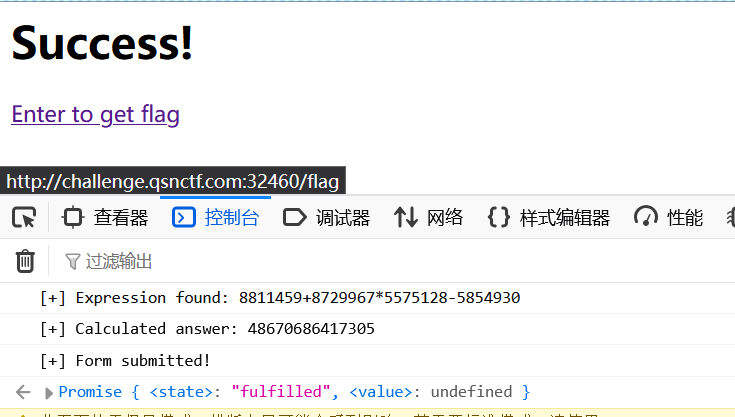 Success!
Enter to get flag
http://challenge.qsnctf.com:32460/flag
查看器 控制台 调试器 网络 样式编辑器 性能
过滤输出
[+] Expression found: 8811459+8729967*5575128-5854930
[+] Calculated answer: 48670686417305
[+] Form submitted!
Promise { <state>: "fulfilled", <value>: undefined }